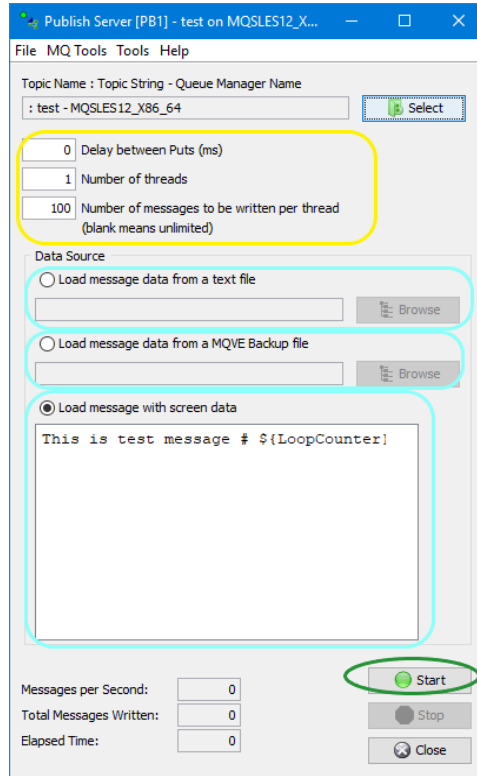 Publish Server [PB1] - test on MQSLES12_X...
File MQ Tools Tools Help
Topic Name : Topic String - Queue Manager Name
: test - MQSLES12_X86_64
Select
0 Delay between Puts (ms)
1 Number of threads
100 Number of messages to be written per thread
(blank means unlimited)
Data Source
Load message data from a text file
Browse
Load message data from a MQVE Backup file
Browse
Load message with screen data
This is test message # ${LoopCounter}
Start
Messages per Second: 0
Total Messages Written: 0
Stop
Elapsed Time: 0
Close